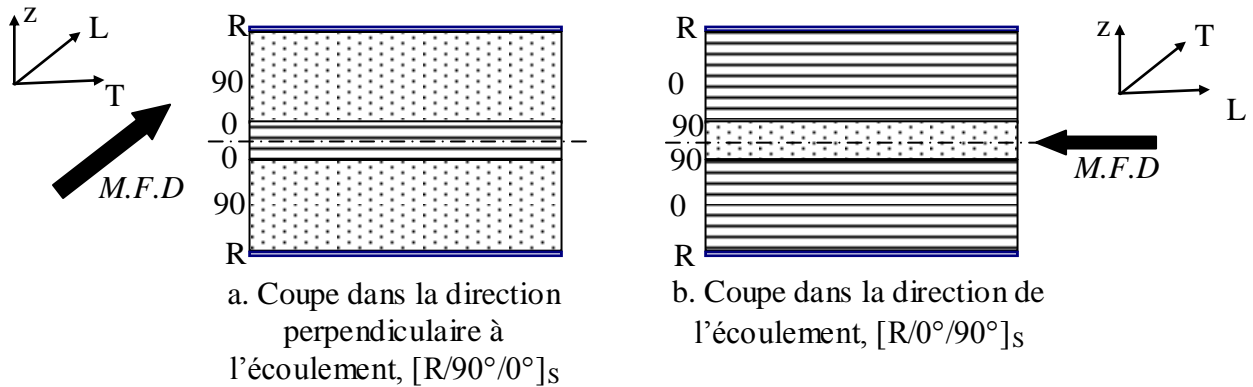 z
L
T
M.F.D
R
90
0
0
90
R
a. Coupe dans la direction
perpendiculaire à
l'écoulement, [R/90°/0°]s
R
0
90
90
0
R
z
T
L
M.F.D
b. Coupe dans la direction de
l'écoulement, [R/0°/90°]s